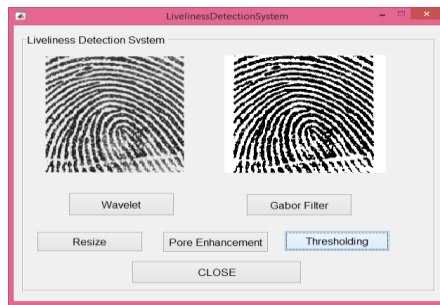 LivelinessDetectionSystem
Liveliness Detection System
Wavelet
Gabor Filter
Resize
Pore Enhancement
Thresholding
CLOSE